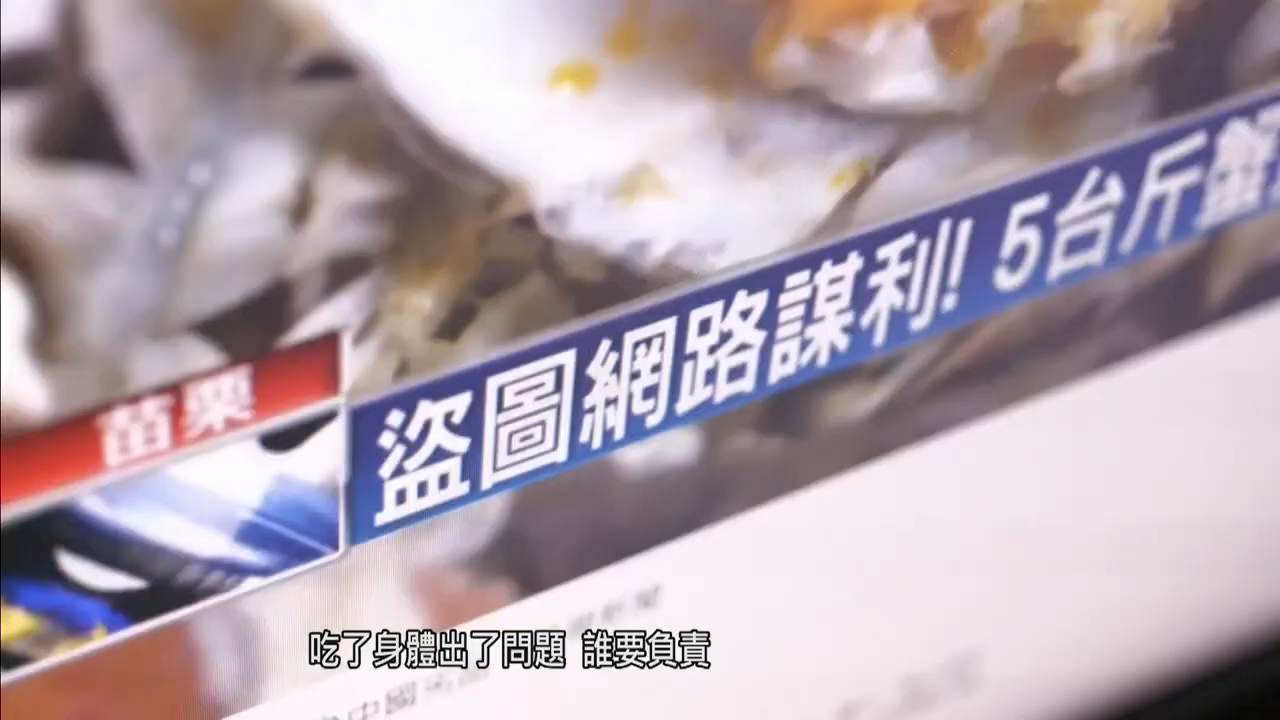 盜圖網路謀利! 5台斤蟹
苗栗
吃了身體出了問題 誰要負責